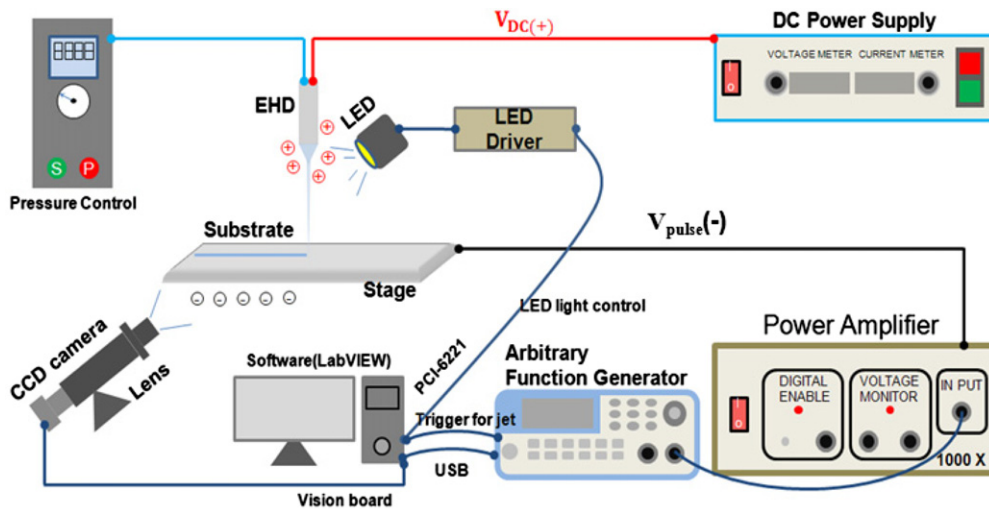 V_DC(+)
DC Power Supply
VOLTAGE METER
CURRENT METER
I
O
EHD
LED
LED
Driver
S
P
Pressure Control
Substrate
V_pulse(-)
Stage
LED light control
CCD camera
Lens
Software(LabVIEW)
PCI-6221
Arbitrary
Function Generator
Trigger for jet
USB
Vision board
Power Amplifier
DIGITAL
ENABLE
VOLTAGE
MONITOR
IN PUT
I
O
1000 X